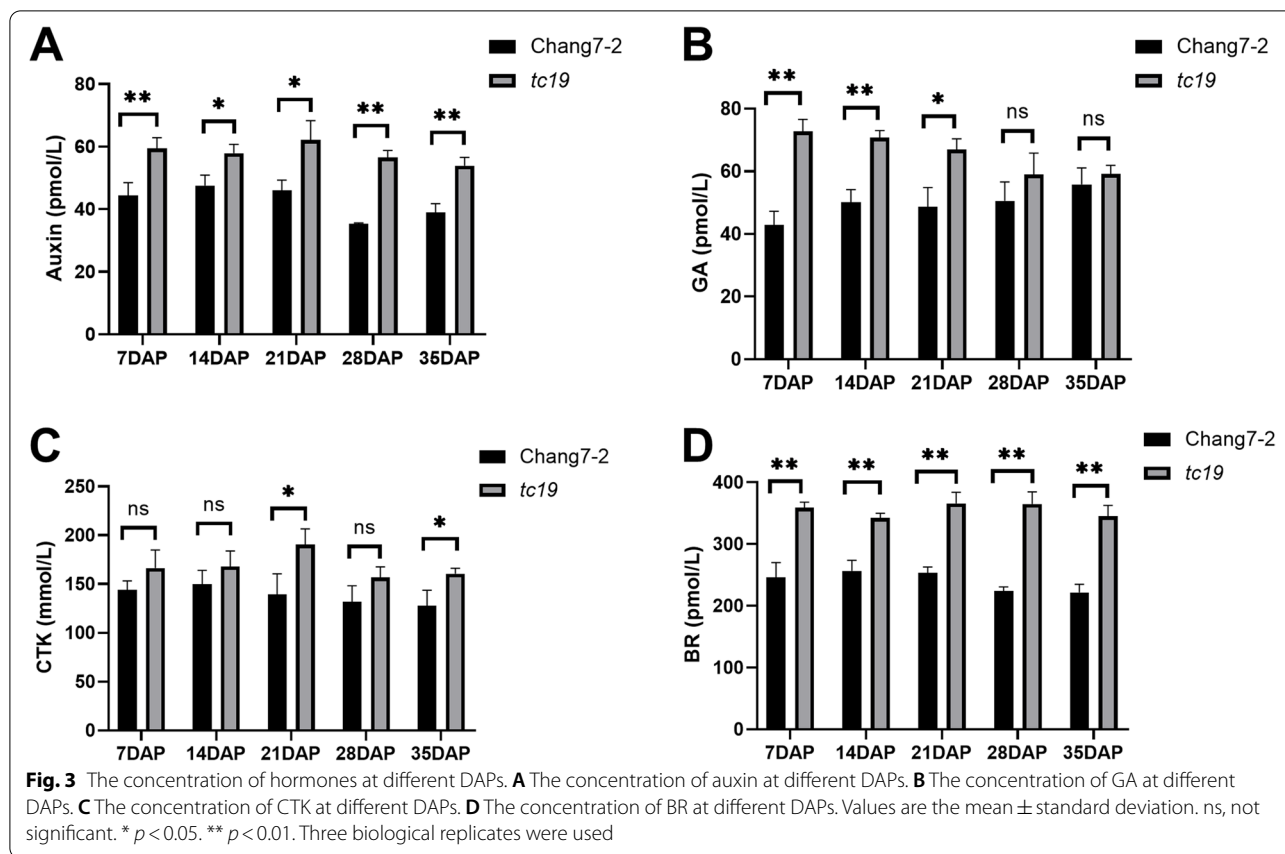 A
Chang7-2
tc19
Auxin (pmol/L)
80
60
40
20
0
**
*
*
**
**
7DAP 14DAP 21DAP 28DAP 35DAP
B
Chang7-2
tc19
GA (pmol/L)
80
60
40
20
0
**
**
*
ns
ns
7DAP 14DAP 21DAP 28DAP 35DAP
C
Chang7-2
tc19
CTK (mmol/L)
250
200
150
100
50
0
ns
ns
*
ns
*
7DAP 14DAP 21DAP 28DAP 35DAP
D
Chang7-2
tc19
BR (pmol/L)
400
300
200
100
0
**
**
**
**
**
7DAP 14DAP 21DAP 28DAP 35DAP
Fig. 3 The concentration of hormones at different DAPs. A The concentration of auxin at different DAPs. B The concentration of GA at different
DAPs. C The concentration of CTK at different DAPs. D The concentration of BR at different DAPs. Values are the mean ± standard deviation. ns, not
significant. * p < 0.05. ** p < 0.01. Three biological replicates were used